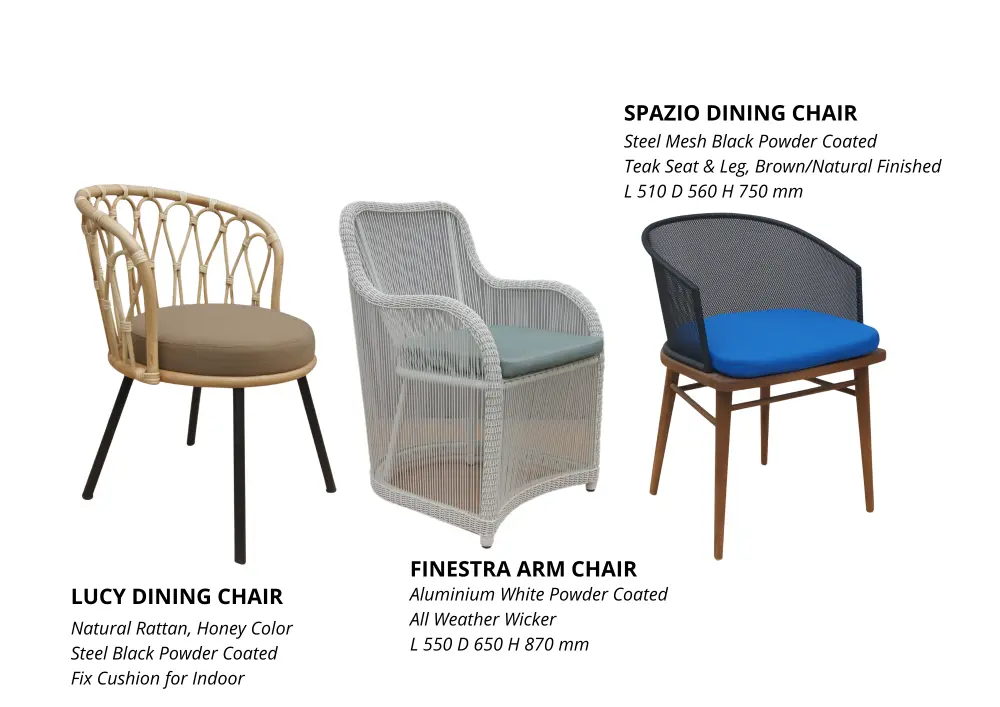 SPAZIO DINING CHAIR
Steel Mesh Black Powder Coated
Teak Seat & Leg, Brown/Natural Finished
L 510 D 560 H 750 mm
FINESTRA ARM CHAIR
Aluminium White Powder Coated
All Weather Wicker
L 550 D 650 H 870 mm
LUCY DINING CHAIR
Natural Rattan, Honey Color
Steel Black Powder Coated
Fix Cushion for Indoor